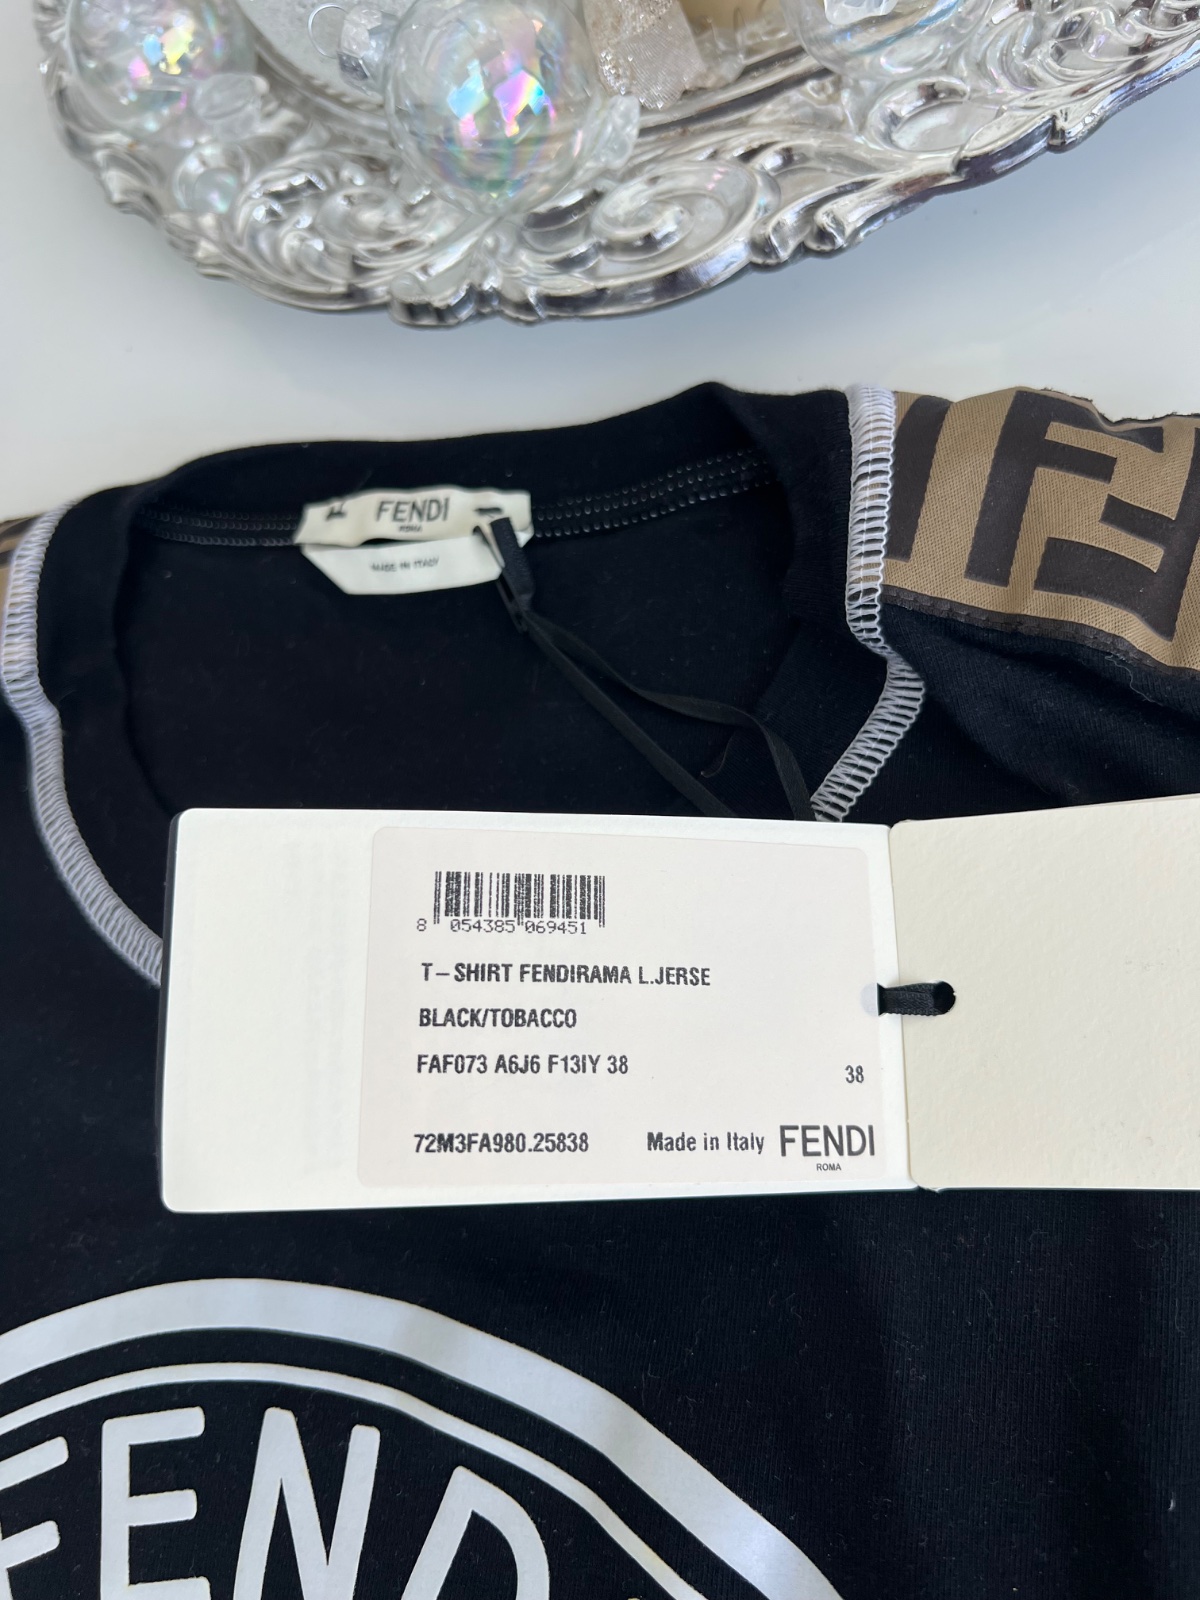 FENDI
ROMA
MADE IN ITALY
8 054385 069451
T-SHIRT FENDIRAMA L.JERSE
BLACK/TOBACCO
FAF073 A6J6 F13IY 38
38
72M3FA980.25838 Made in Italy FENDI
ROMA
FEND